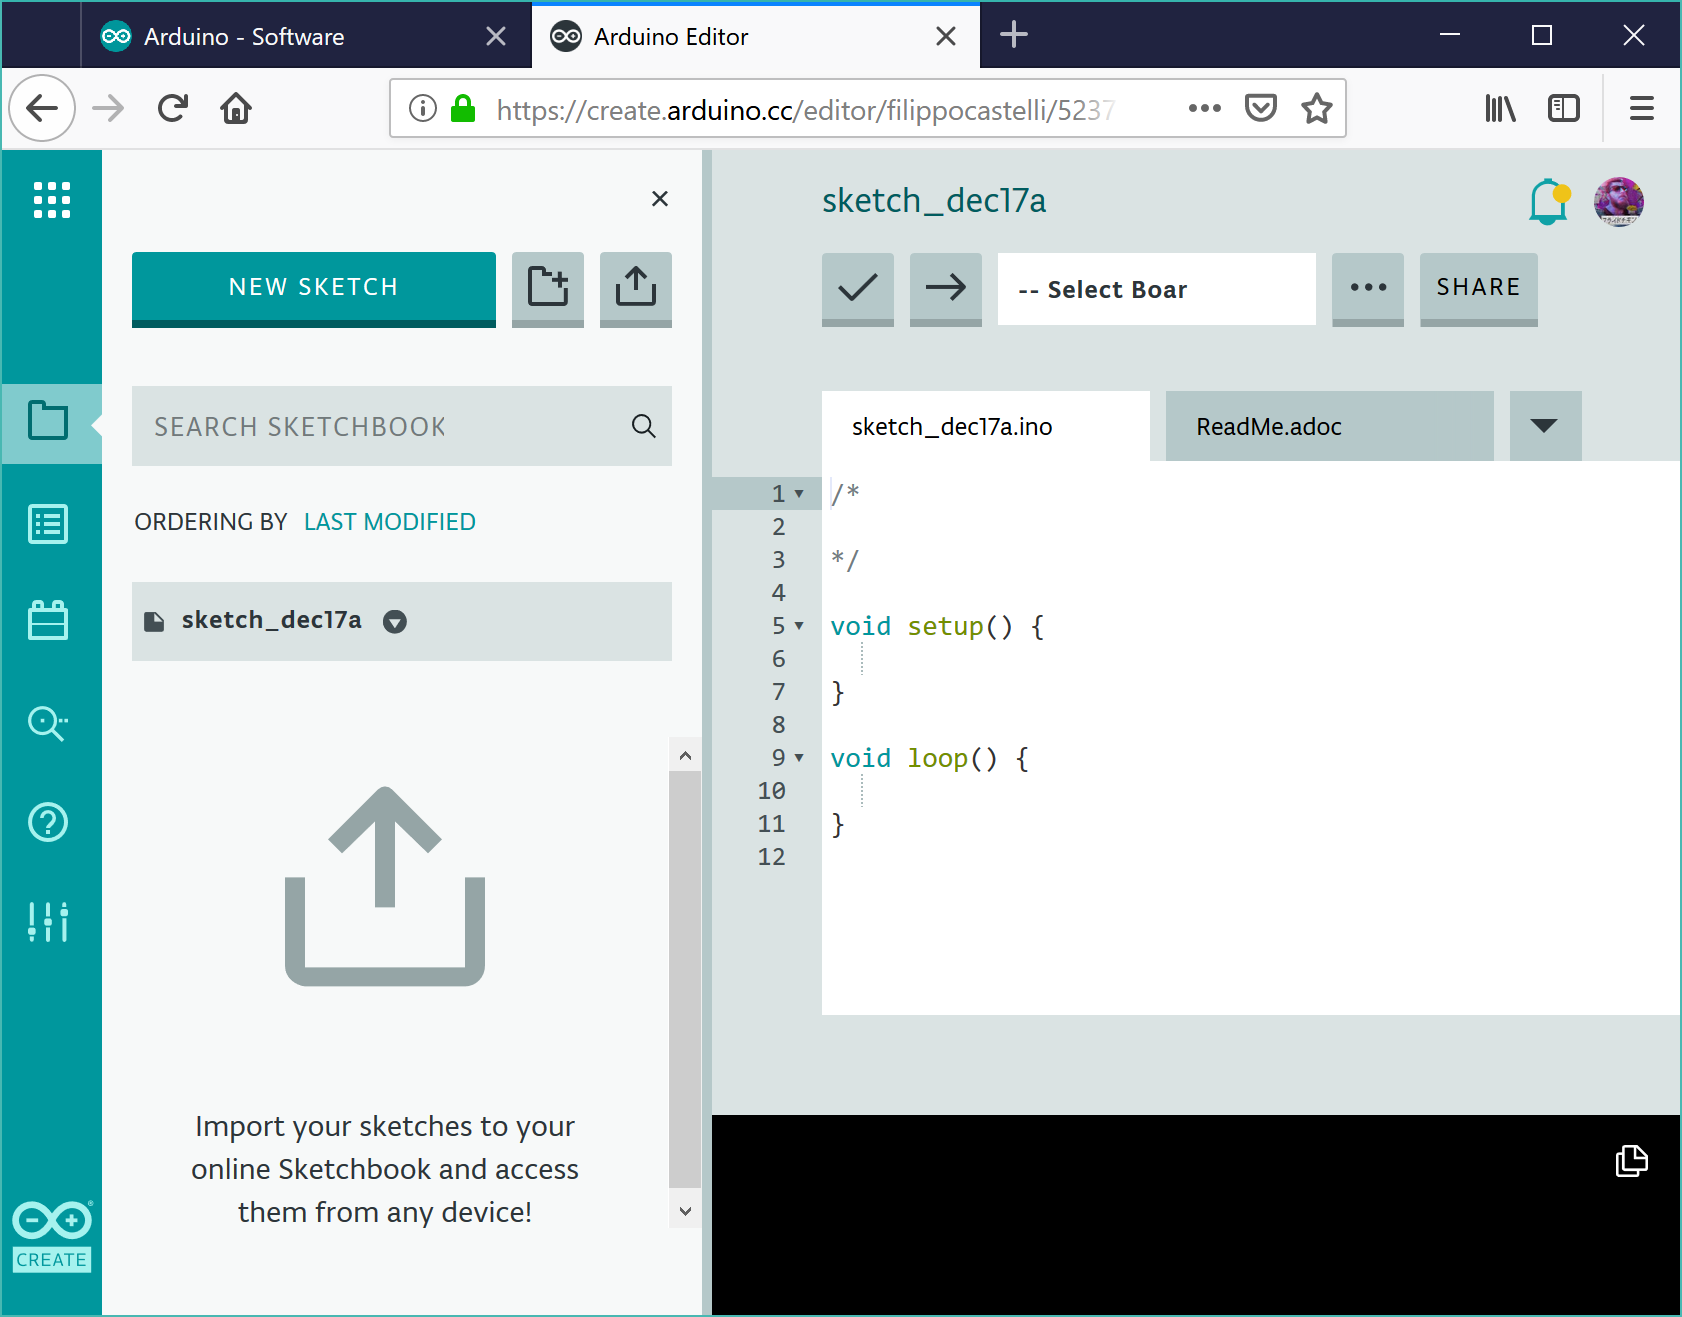 Arduino - Software
Arduino Editor
https://create.arduino.cc/editor/filippocastelli/5237
sketch_dec17a
NEW SKETCH
-- Select Boar
SHARE
SEARCH SKETCHBOOK
ORDERING BY LAST MODIFIED
sketch_dec17a
Import your sketches to your
online Sketchbook and access
them from any device!
CREATE
sketch_dec17a.ino
ReadMe.adoc
1 /*
2
3 */
4
5 void setup() {
6
7 }
8
9 void loop() {
10
11 }
12